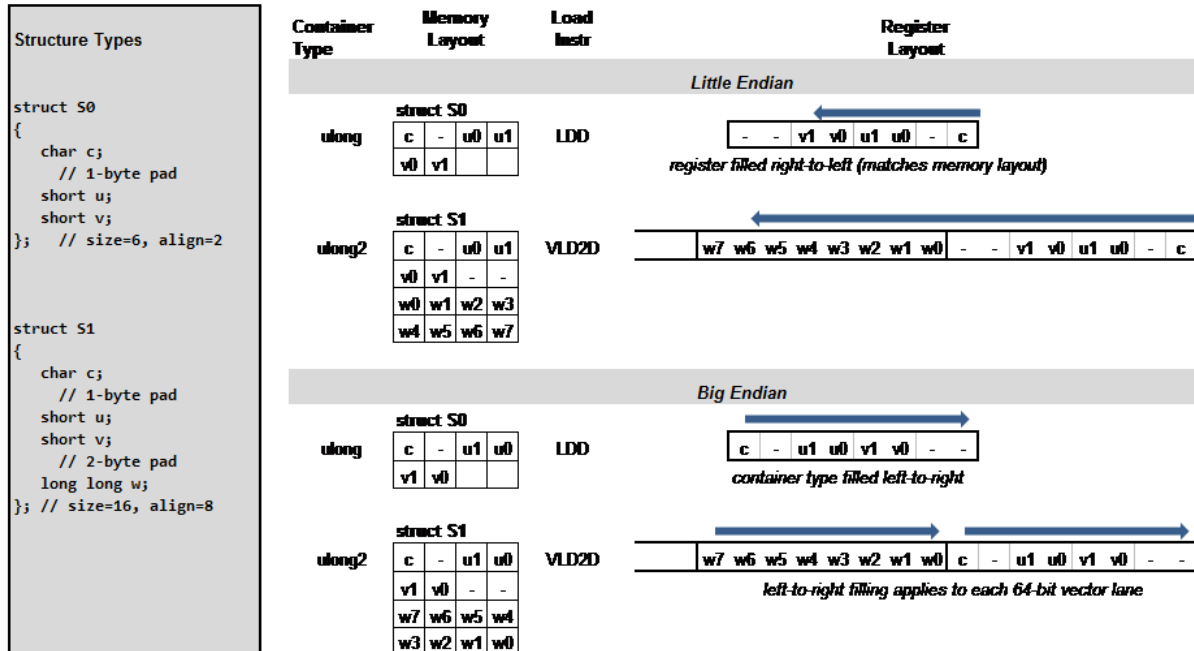 Structure Types
struct S0
{
char c;
// 1-byte pad
short u;
short v;
}; // size=6, align=2
struct S1
{
char c;
// 1-byte pad
short u;
short v;
// 2-byte pad
long long w;
}; // size=16, align=8
Container Type
Memory Layout
Load Instr
Register Layout
Little Endian
struct S0
ulong
c - u0 u1
v0 v1
LDD
- - v1 v0 u1 u0 - c
register filled right-to-left (matches memory layout)
struct S1
ulong2
c - u0 u1
v0 v1 - -
w0 w1 w2 w3
w4 w5 w6 w7
VLD2D
w7 w6 w5 w4 w3 w2 w1 w0 - - v1 v0 u1 u0 - c
Big Endian
struct S0
ulong
c - u1 u0
v1 v0
LDD
c - u1 u0 v1 v0 - -
container type filled left-to-right
struct S1
ulong2
c - u1 u0
v1 v0 - -
w7 w6 w5 w4
w3 w2 w1 w0
VLD2D
w7 w6 w5 w4 w3 w2 w1 w0 c - u1 u0 v1 v0 - -
left-to-right filling applies to each 64-bit vector lane